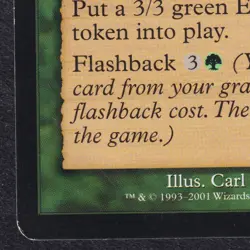 Put a 3/3 green E
token into play.
Flashback 3 (Y
card from your gra
flashback cost. The
the game.)
Illus. Carl
™ & © 1993–2001 Wizards